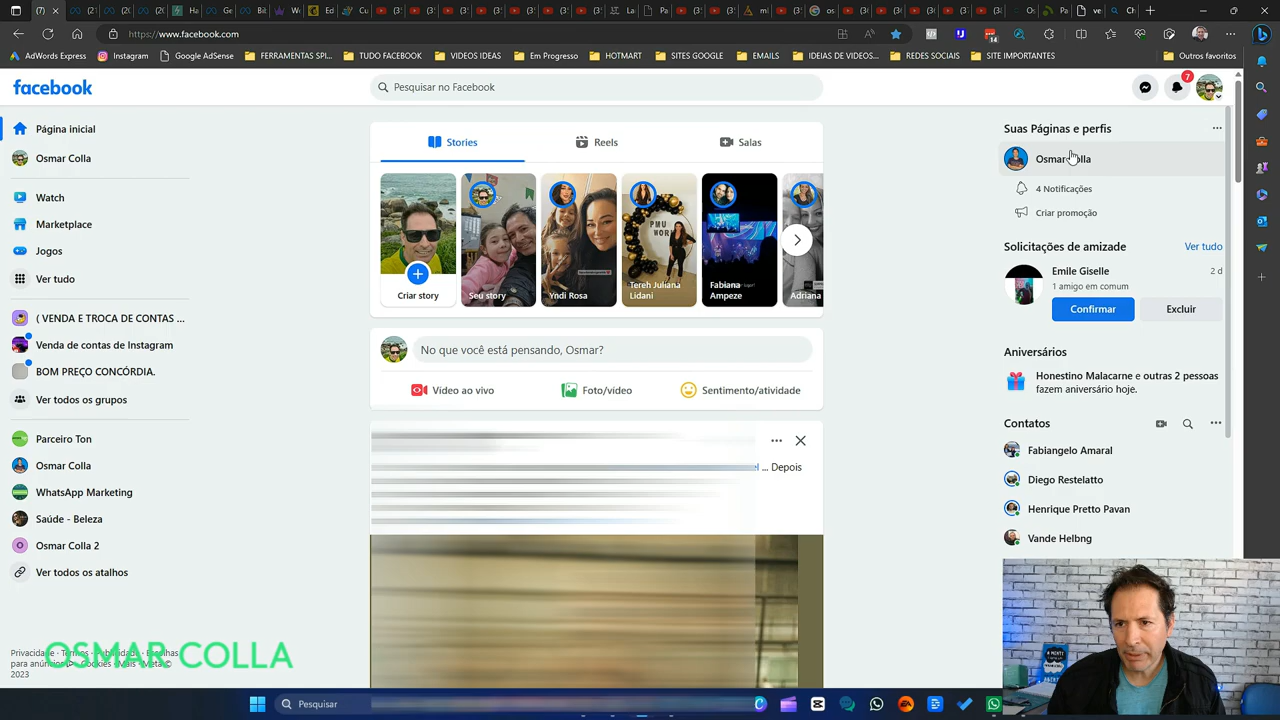 (7)
https://www.facebook.com
AdWords Express
Instagram
Google AdSense
FERRAMENTAS SPI...
TUDO FACEBOOK
VIDEOS IDEAS
Em Progresso
HOTMART
SITES GOOGLE
EMAILS
IDEIAS DE VIDEOS...
REDES SOCIAIS
SITE IMPORTANTES
Outros favoritos
facebook
Pesquisar no Facebook
7
Página inicial
Osmar Colla
Watch
Marketplace
Jogos
Ver tudo
( VENDA E TROCA DE CONTAS ...
Venda de contas de Instagram
BOM PREÇO CONCÓRDIA.
Ver todos os grupos
Parceiro Ton
Osmar Colla
WhatsApp Marketing
Saúde - Beleza
Osmar Colla 2
Ver todos os atalhos
2023
OSMAR COLLA
Stories
Reels
Salas
PMU
WOR
Criar story
Seu story
Yndi Rosa
Tereh Juliana
Lidani
Fabiana
Ampeze
Adriana
No que você está pensando, Osmar?
Vídeo ao vivo
Foto/vídeo
Sentimento/atividade
... Depois
Suas Páginas e perfis
Osmar Colla
4 Notificações
Criar promoção
Solicitações de amizade
Ver tudo
Emile Giselle
2 d
1 amigo em comum
Confirmar
Excluir
Aniversários
Honestino Malacarne e outras 2 pessoas
fazem aniversário hoje.
Contatos
Fabiangelo Amaral
Diego Restelatto
Henrique Pretto Pavan
Vande Helbng
Pesquisar